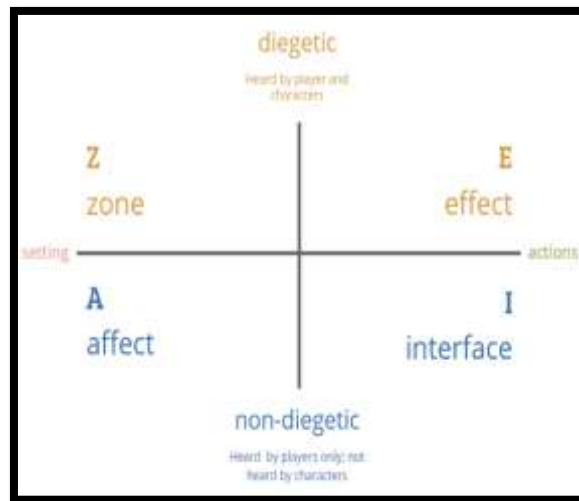 diegetic
Heard by player and
characters
Z
zone
E
effect
setting
actions
A
affect
I
interface
non-diegetic
Heard by players only; not
heard by characters